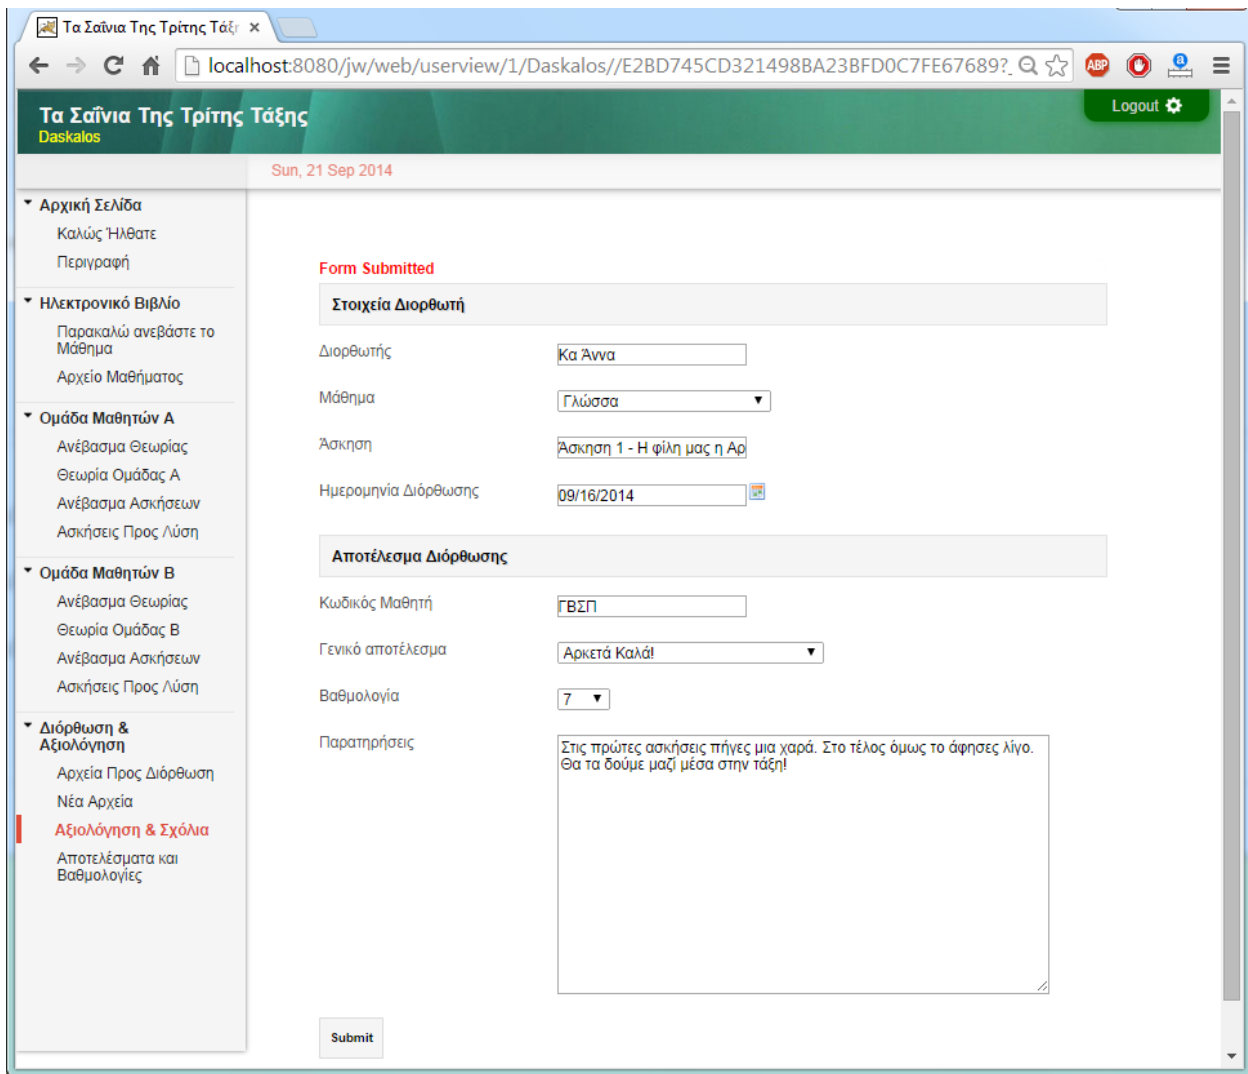 Τα Σαΐνια Της Τρίτης Τάξη
localhost:8080/jw/web/userview/1/Daskalos//E2BD745CD321498BA23BFD0C7FE67689?_
ABP
a
Τα Σαΐνια Της Τρίτης Τάξης
Daskalos
Logout
Sun, 21 Sep 2014
Αρχική Σελίδα
Καλώς Ήλθατε
Περιγραφή
Ηλεκτρονικό Βιβλίο
Παρακαλώ ανεβάστε το
Μάθημα
Αρχείο Μαθήματος
Ομάδα Μαθητών Α
Ανέβασμα Θεωρίας
Θεωρία Ομάδας Α
Ανέβασμα Ασκήσεων
Ασκήσεις Προς Λύση
Ομάδα Μαθητών Β
Ανέβασμα Θεωρίας
Θεωρία Ομάδας Β
Ανέβασμα Ασκήσεων
Ασκήσεις Προς Λύση
Διόρθωση &
Αξιολόγηση
Αρχεία Προς Διόρθωση
Νέα Αρχεία
Αξιολόγηση & Σχόλια
Αποτελέσματα και
Βαθμολογίες
Form Submitted
Στοιχεία Διορθωτή
Διορθωτής Κα Άννα
Μάθημα Γλώσσα
Άσκηση Άσκηση 1 - Η φίλη μας η Αρ
Ημερομηνία Διόρθωσης 09/16/2014
Αποτέλεσμα Διόρθωσης
Κωδικός Μαθητή ΓΒΣΠ
Γενικό αποτέλεσμα Αρκετά Καλά!
Βαθμολογία 7
Παρατηρήσεις Στις πρώτες ασκήσεις πήγες μια χαρά. Στο τέλος όμως το άφησες λίγο.
Θα τα δούμε μαζί μέσα στην τάξη!
Submit